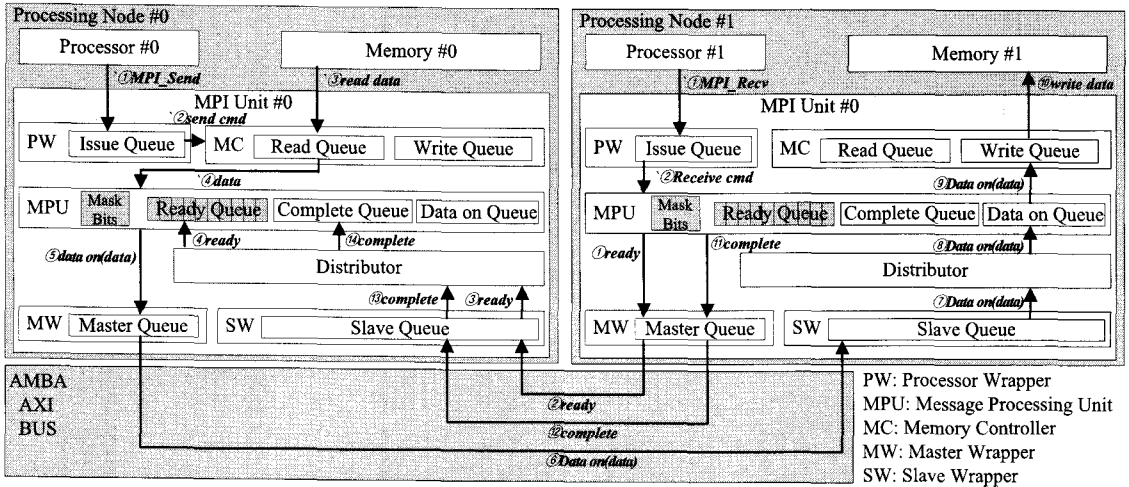 Processing Node #0
Processor #0
Memory #0
①MPI_Send
③read data
MPI Unit #0
②send cmd
PW Issue Queue
MC Read Queue Write Queue
④data
MPU Mask Bits Ready Queue Complete Queue Data on Queue
④ready
⑭complete
⑤data on(data)
Distributor
⑬complete
③ready
MW Master Queue
SW Slave Queue
Processing Node #1
Processor #1
Memory #1
①MPI_Recv
⑩write data
MPI Unit #0
PW Issue Queue
MC Read Queue Write Queue
②Receive cmd
⑨Data on(data)
MPU Mask Bits Ready Queue Complete Queue Data on Queue
①ready
⑪complete
⑧Data on(data)
Distributor
⑦Data on(data)
MW Master Queue
SW Slave Queue
AMBA
AXI
BUS
②ready
⑫complete
⑥Data on(data)
PW: Processor Wrapper
MPU: Message Processing Unit
MC: Memory Controller
MW: Master Wrapper
SW: Slave Wrapper